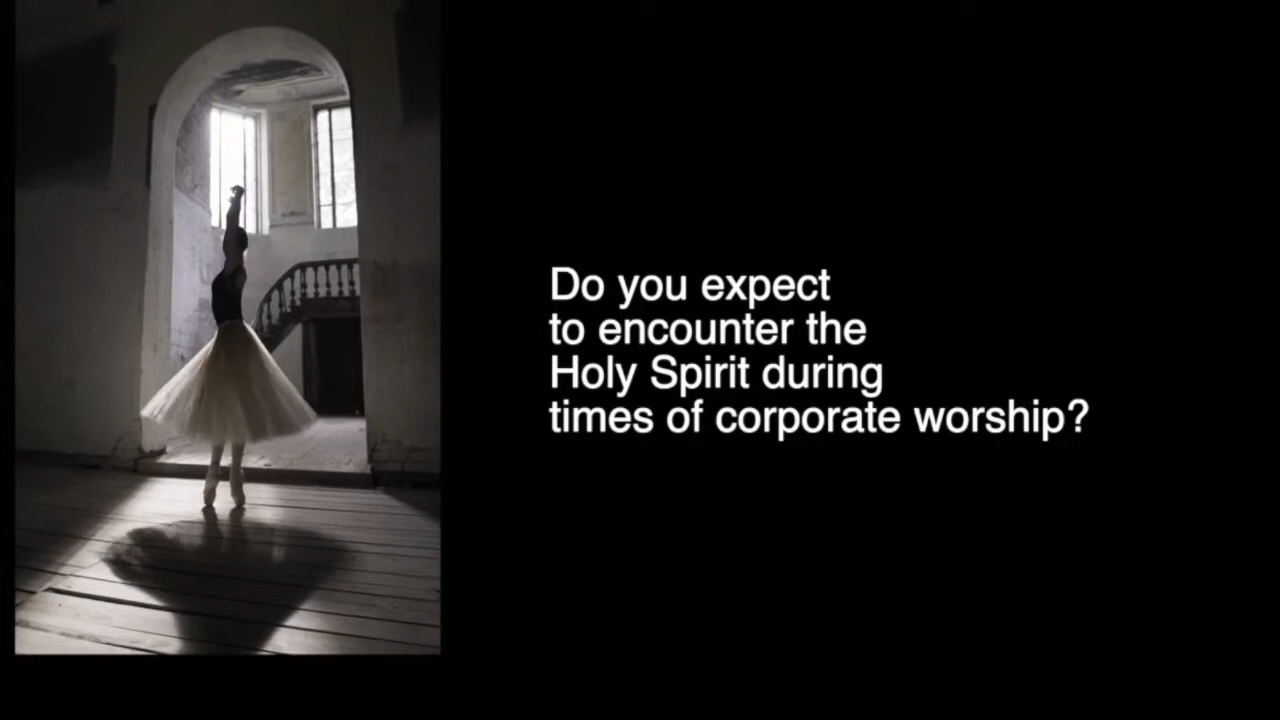 Do you expect
to encounter the
Holy Spirit during
times of corporate worship?